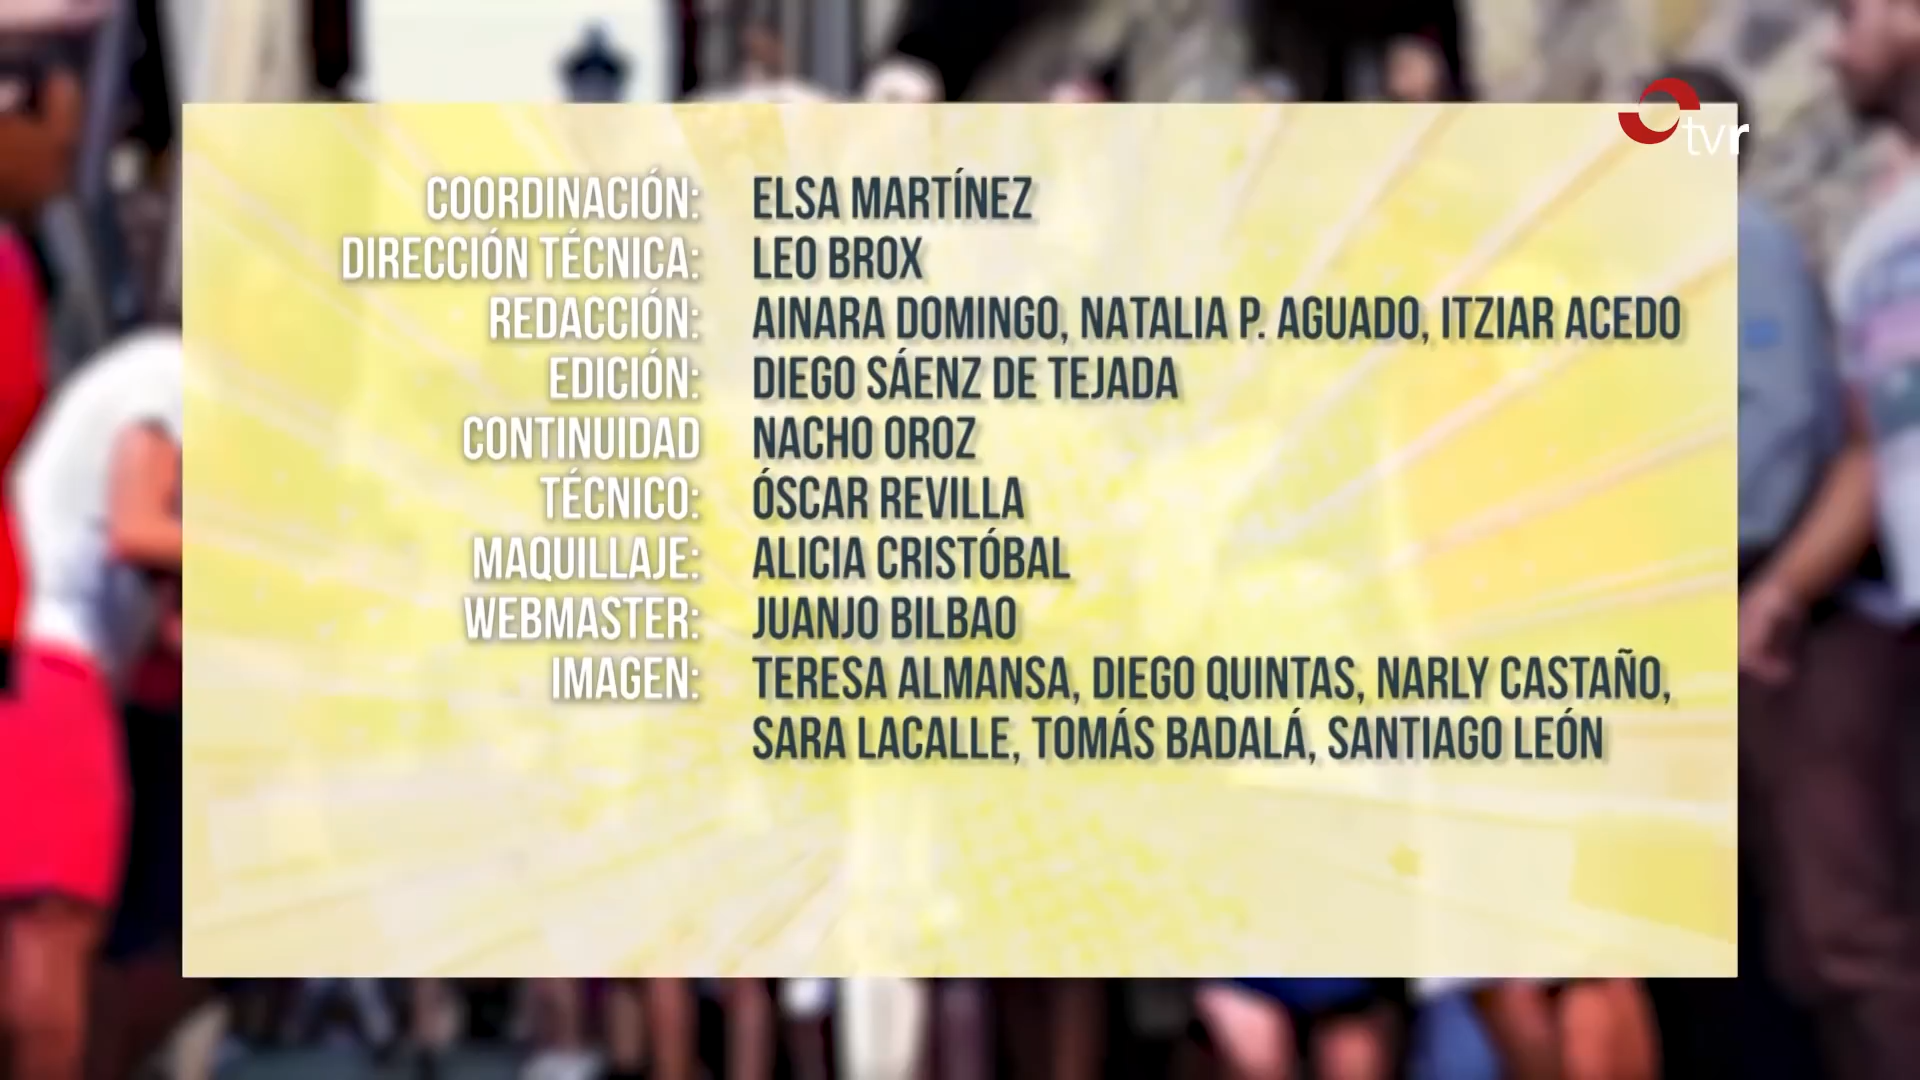 tvr
COORDINACIÓN: ELSA MARTÍNEZ
DIRECCIÓN TÉCNICA: LEO BROX
REDACCIÓN: AINARA DOMINGO, NATALIA P. AGUADO, ITZIAR ACEDO
EDICIÓN: DIEGO SÁENZ DE TEJADA
CONTINUIDAD NACHO OROZ
TÉCNICO: ÓSCAR REVILLA
MAQUILLAJE: ALICIA CRISTÓBAL
WEBMASTER: JUANJO BILBAO
IMAGEN: TERESA ALMANSA, DIEGO QUINTAS, NARLY CASTAÑO,
SARA LACALLE, TOMÁS BADALÁ, SANTIAGO LEÓN